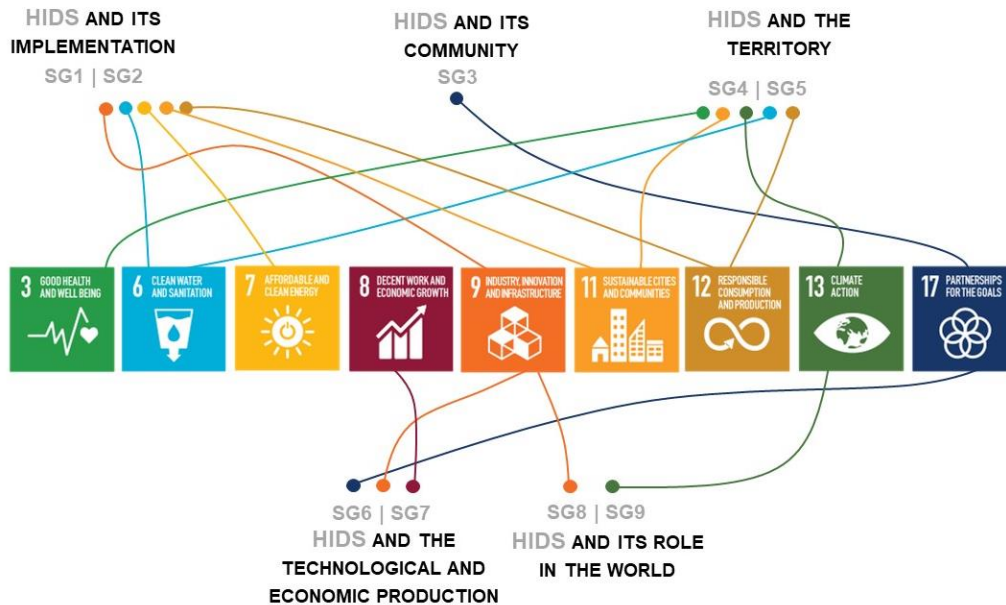 HIDS AND ITS
IMPLEMENTATION
SG1 | SG2
HIDS AND ITS
COMMUNITY
SG3
HIDS AND THE
TERRITORY
SG4 | SG5
3 GOOD HEALTH
AND WELL BEING
6 CLEAN WATER
AND SANITATION
7 AFFORDABLE AND
CLEAN ENERGY
8 DECENT WORK AND
ECONOMIC GROWTH
9 INDUSTRY, INNOVATION
AND INFRASTRUCTURE
11 SUSTAINABLE CITIES
AND COMMUNITIES
12 RESPONSIBLE
CONSUMPTION
AND PRODUCTION
13 CLIMATE
ACTION
17 PARTNERSHIPS
FOR THE GOALS
SG6 | SG7
HIDS AND THE
TECHNOLOGICAL AND
ECONOMIC PRODUCTION
SG8 | SG9
HIDS AND ITS ROLE
IN THE WORLD